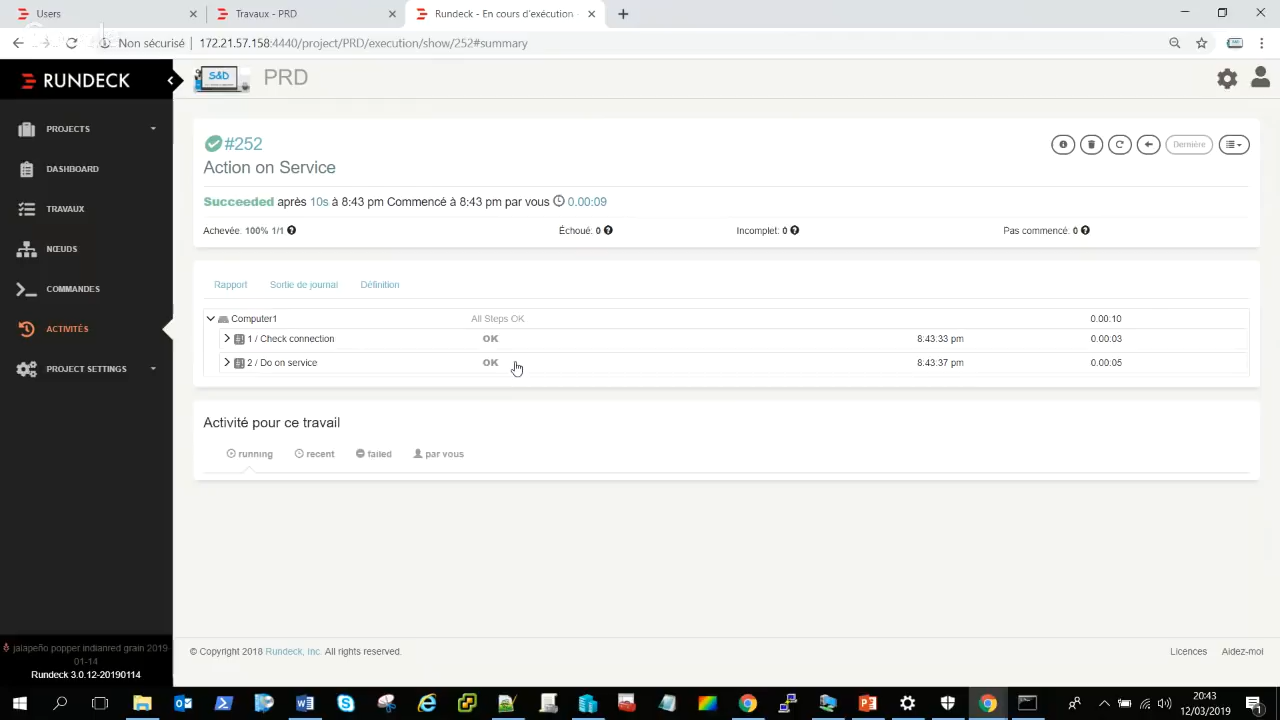 Users
Travaux - PRD
Rundeck - En cours d'exécution
Non sécurisé
172.21.57.158:4440/project/PRD/execution/show/252#summary
RUNDECK
S&D
PRD
PROJECTS
DASHBOARD
TRAVAUX
NŒUDS
COMMANDES
ACTIVITÉS
PROJECT SETTINGS
#252
Dernière
Action on Service
Succeeded après 10s à 8:43 pm Commencé à 8:43 pm par vous 0.00:09
Achevée. 100% 1/1
Échoué: 0
Incomplet: 0
Pas commencé: 0
Rapport
Sortie de journal
Définition
Computer1 All Steps OK 0.00:10
1 / Check connection OK 8:43:33 pm 0.00:03
2 / Do on service OK 8:43:37 pm 0.00:05
Activité pour ce travail
running
recent
failed
par vous
jalapeño popper indianred grain 2019-
01-14
Rundeck 3.0.12-20190114
© Copyright 2018 Rundeck, Inc. All rights reserved.
Licences
Aidez-moi
20:43
12/03/2019